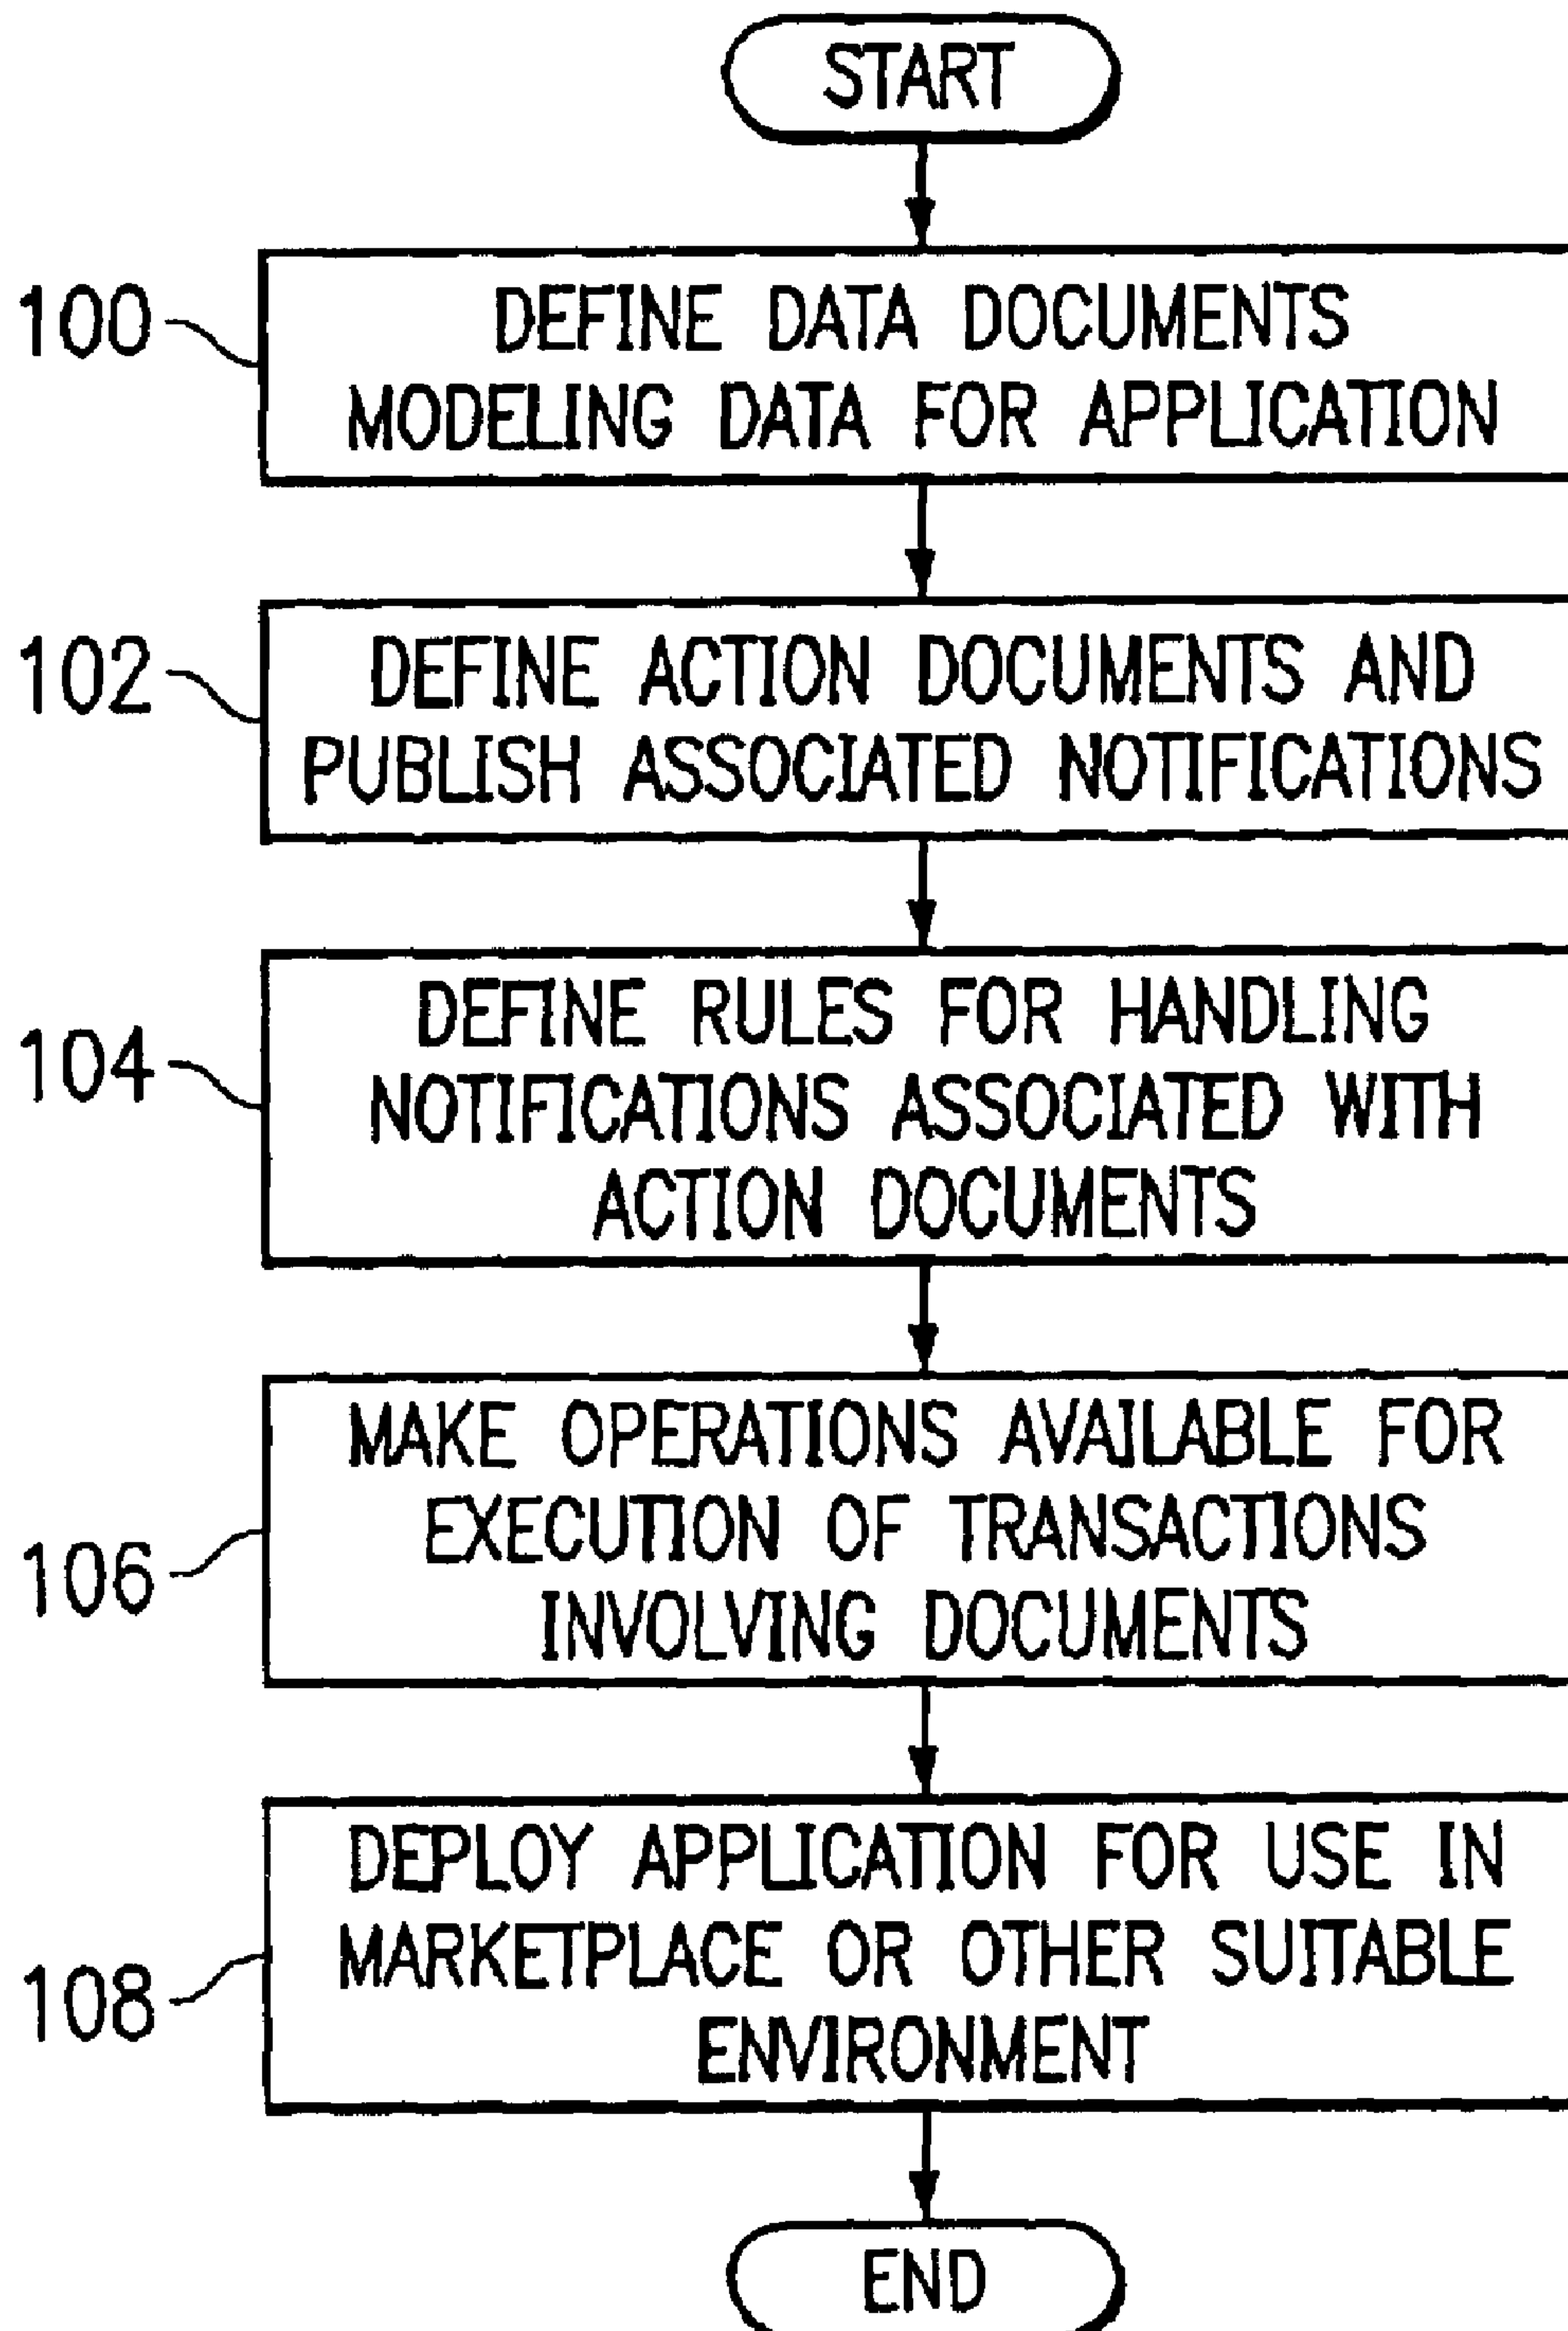 START
100
DEFINE DATA DOCUMENTS
MODELING DATA FOR APPLICATION
102
DEFINE ACTION DOCUMENTS AND
PUBLISH ASSOCIATED NOTIFICATIONS
104
DEFINE RULES FOR HANDLING
NOTIFICATIONS ASSOCIATED WITH
ACTION DOCUMENTS
106
MAKE OPERATIONS AVAILABLE FOR
EXECUTION OF TRANSACTIONS
INVOLVING DOCUMENTS
108
DEPLOY APPLICATION FOR USE IN
MARKETPLACE OR OTHER SUITABLE
ENVIRONMENT
END